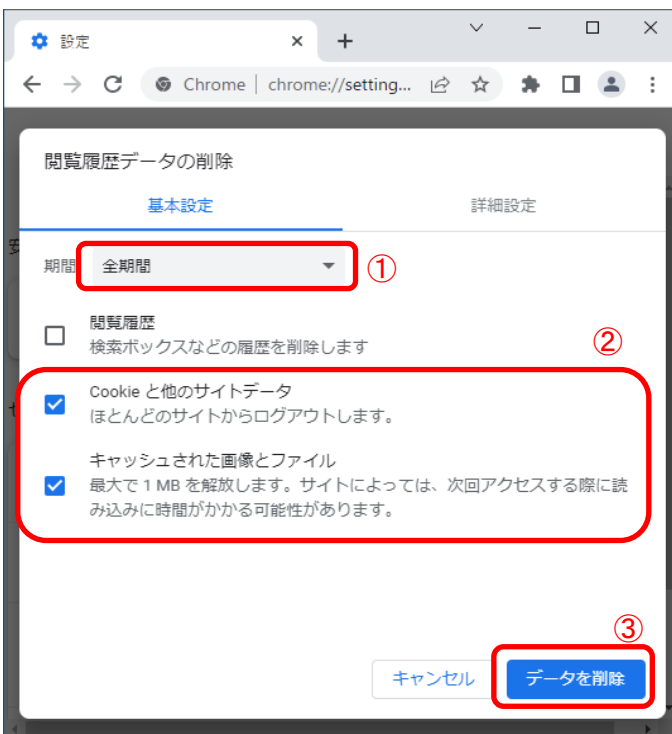 設定
Chrome | chrome://setting...
閲覧履歴データの削除
基本設定
詳細設定
期間
全期間
①
閲覧履歴
検索ボックスなどの履歴を削除します
②
Cookie と他のサイトデータ
ほとんどのサイトからログアウトします。
キャッシュされた画像とファイル
最大で 1 MB を解放します。サイトによっては、次回アクセスする際に読
み込みに時間がかかる可能性があります。
③
キャンセル
データを削除